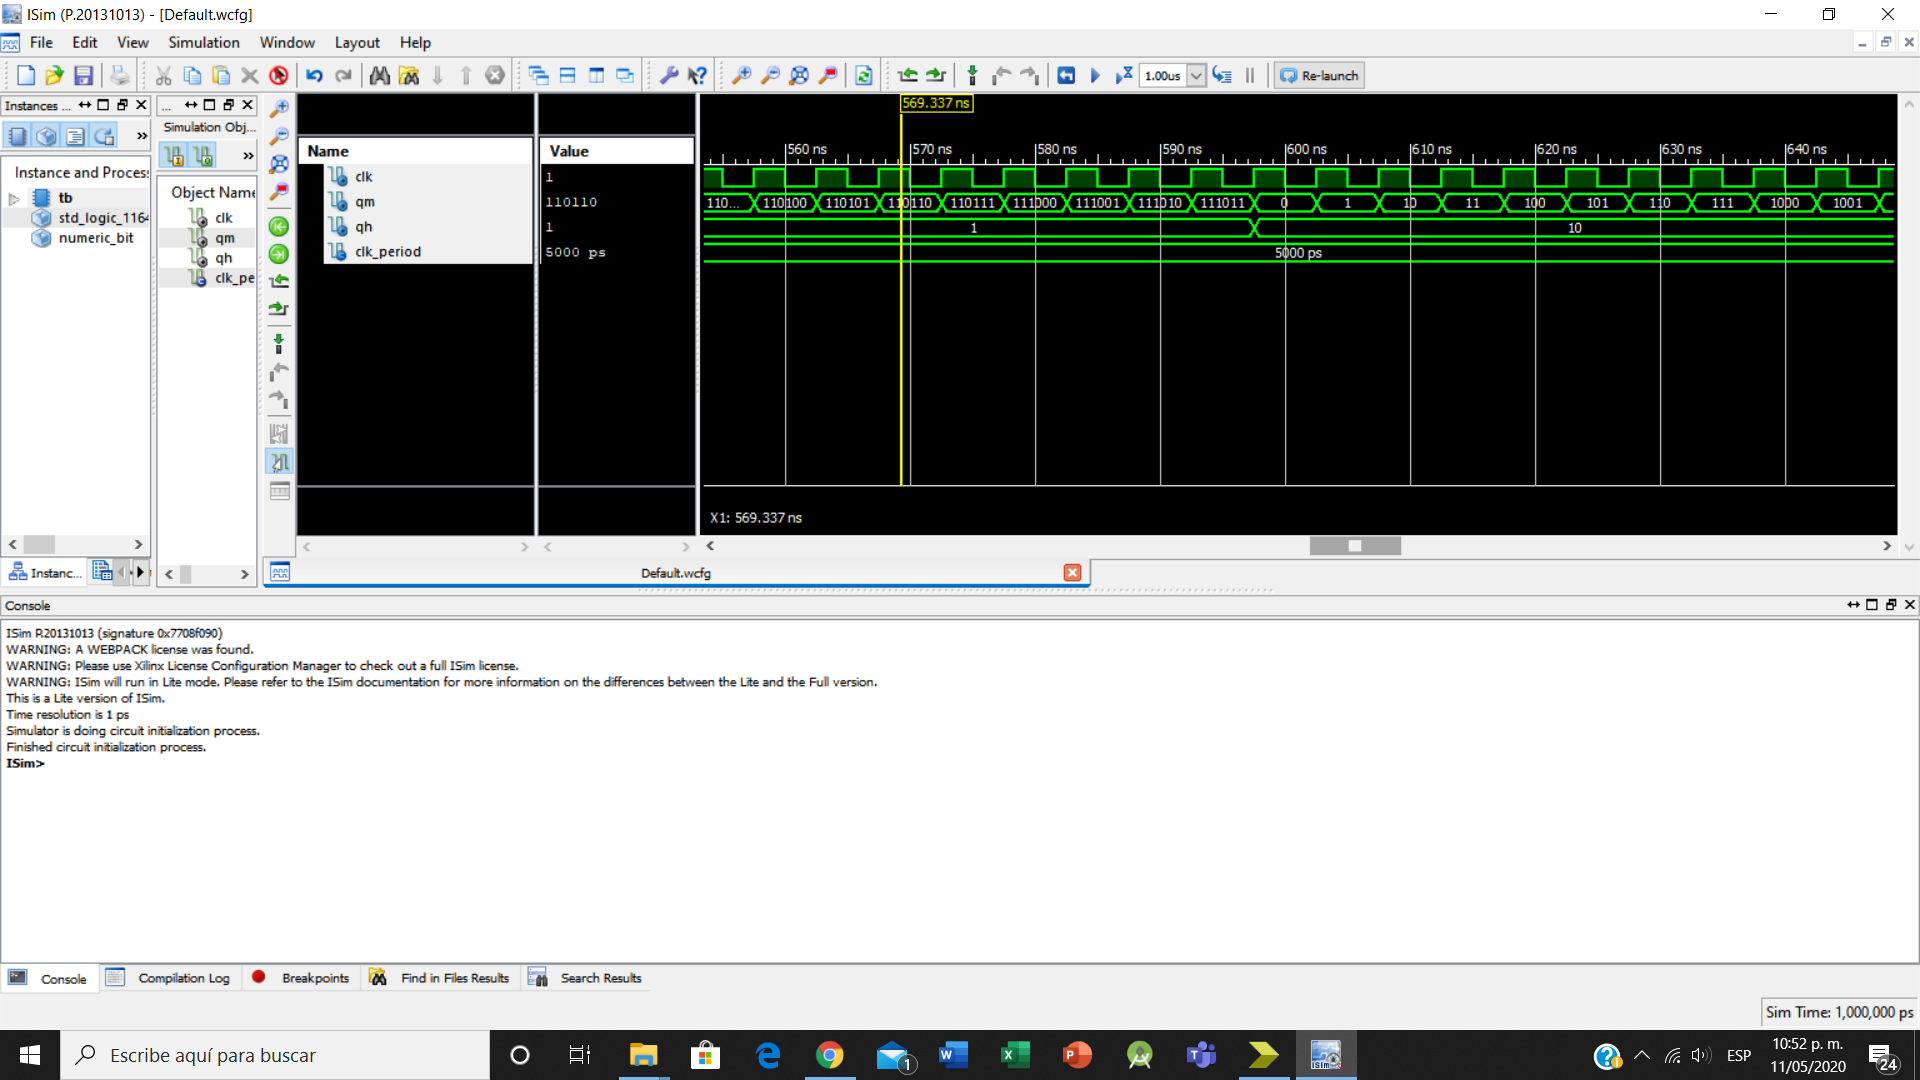 ISim (P.20131013) - [Default.wcfg]
File Edit View Simulation Window Layout Help
1.00us Re-launch
Instances ...
...
Simulation Obj...
Instance and Process
tb
std_logic_1164
numeric_bit
Object Name
clk
qm
qh
clk_pe
Name Value
clk 1
qm 110110
qh 1
clk_period 5000 ps
569.337 ns
560 ns 570 ns 580 ns 590 ns 600 ns 610 ns 620 ns 630 ns 640 ns
110... 110100 110101 110110 110111 111000 111001 111010 111011 0 1 10 11 100 101 110 111 1000 1001
1 10
5000 ps
X1: 569.337 ns
Instanc...
Default.wcfg
Console
ISim P.20131013 (signature 0x7708f090)
WARNING: A WEBPACK license was found.
WARNING: Please use Xilinx License Configuration Manager to check out a full ISim license.
WARNING: ISim will run in Lite mode. Please refer to the ISim documentation for more information on the differences between the Lite and the Full version.
This is a Lite version of ISim.
Time resolution is 1 ps
Simulator is doing circuit initialization process.
Finished circuit initialization process.
ISim>
Console Compilation Log Breakpoints Find in Files Results Search Results
Sim Time: 1,000,000 ps
Escribe aquí para buscar
1
ESP
10:52 p. m.
11/05/2020
24